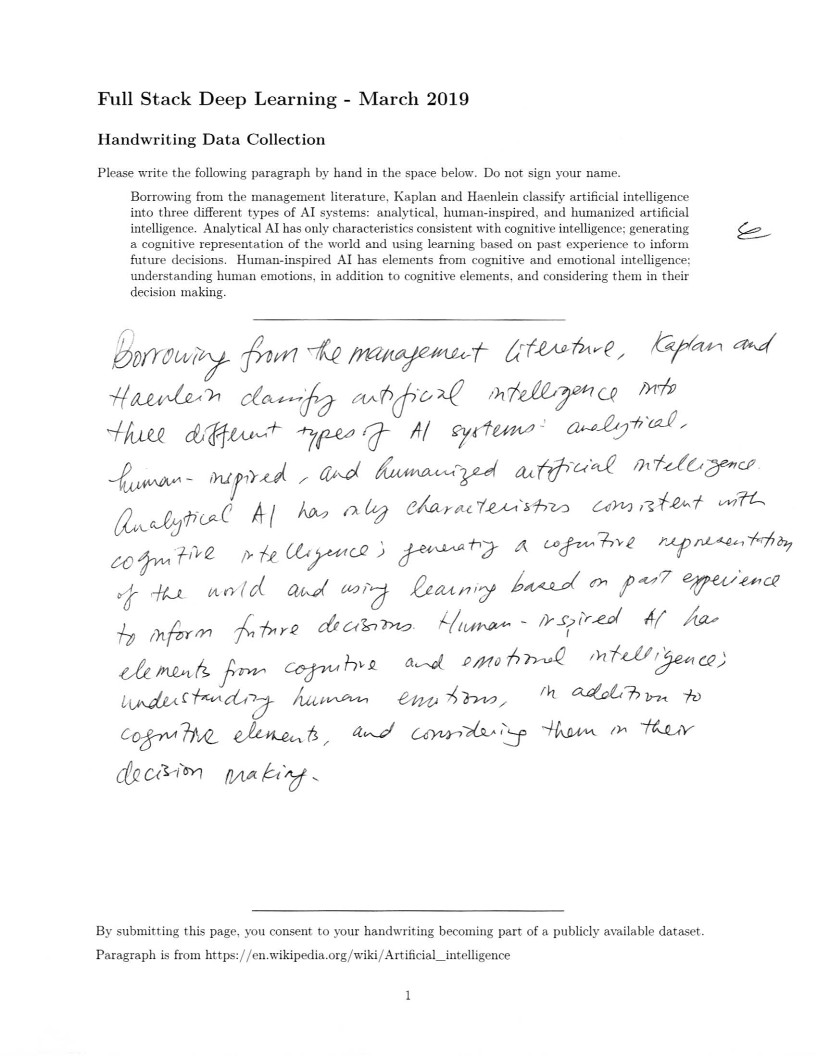 Full Stack Deep Learning - March 2019
Handwriting Data Collection
Please write the following paragraph by hand in the space below. Do not sign your name.
Borrowing from the management literature, Kaplan and Haenlein classify artificial intelligence
into three different types of AI systems: analytical, human-inspired, and humanized artificial
intelligence. Analytical AI has only characteristics consistent with cognitive intelligence; generating
a cognitive representation of the world and using learning based on past experience to inform
future decisions. Human-inspired AI has elements from cognitive and emotional intelligence;
understanding human emotions, in addition to cognitive elements, and considering them in their
decision making.
Borrowing from the management literature, Kaplan and
Haenlein classify artifical intelligence into
three different types of AI systems: analytical,
human-inspired, and humanized artificial intelligence.
Analytical AI has only characteristics consistent with
cognitive intelligence; generatig a cognitive representation
of the world and using learning based on past experience
to inform future decisions. Human-inspired AI has
elements from cognitive and emotional intelligence;
understanding human emotions, in addition to
cognitive elements, and considering them in their
decision making.
By submitting this page, you consent to your handwriting becoming part of a publicly available dataset.
Paragraph is from https://en.wikipedia.org/wiki/Artificial_intelligence
1